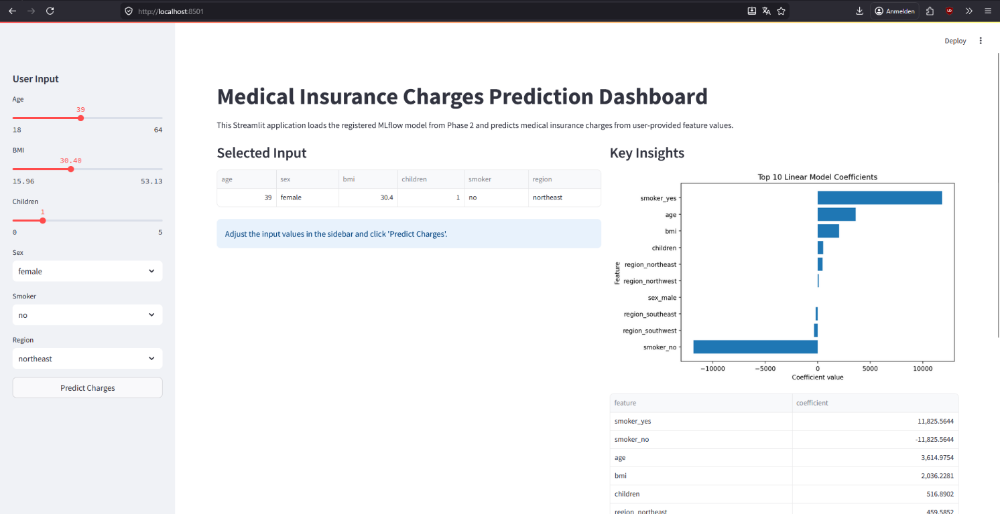 http://localhost:8501
Anmelden
Deploy
User Input
Age
39
18 64
BMI
30.40
15.96 53.13
Children
1
0 5
Sex
female
Smoker
no
Region
northeast
Predict Charges
Medical Insurance Charges Prediction Dashboard
This Streamlit application loads the registered MLflow model from Phase 2 and predicts medical insurance charges from user-provided feature values.
Selected Input
age sex bmi children smoker region
39 female 30.4 1 no northeast
Adjust the input values in the sidebar and click 'Predict Charges'.
Key Insights
Top 10 Linear Model Coefficients
Feature
smoker_yes
age
bmi
children
region_northeast
region_northwest
sex_male
region_southeast
region_southwest
smoker_no
−10000 −5000 0 5000 10000
Coefficient value
feature coefficient
smoker_yes 11,825.5644
smoker_no -11,825.5644
age 3,614.9754
bmi 2,036.2281
children 516.8902
region_northeast 459.5852